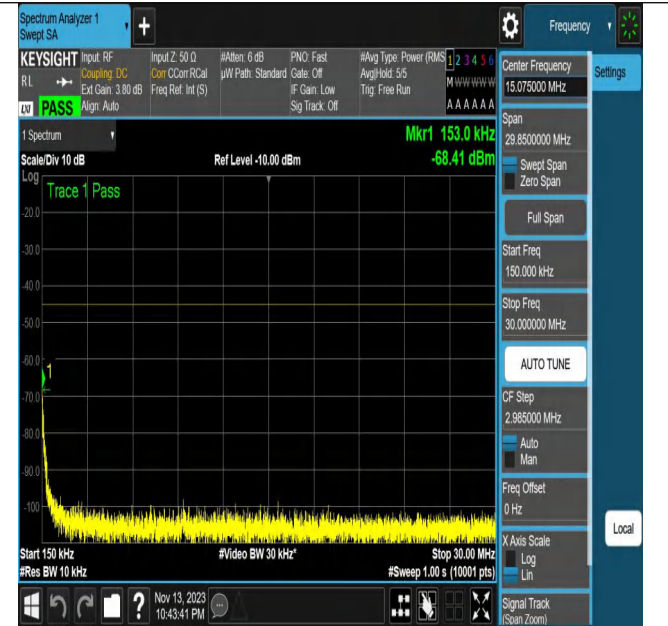 Spectrum Analyzer 1
Swept SA
+
Frequency
KEYSIGHT
RL
LXI
PASS
Input: RF
Coupling: DC
Ext Gain: 3.80 dB
Align: Auto
Input Z: 50 Ω
Corr CCorr RCal
Freq Ref: Int (S)
#Atten: 6 dB
µW Path: Standard
PNO: Fast
Gate: Off
IF Gain: Low
Sig Track: Off
#Avg Type: Power (RMS
Avg|Hold: 5/5
Trig: Free Run
1 2 3 4 5 6
M W W W W W
A A A A A A
1 Spectrum
Scale/Div 10 dB
Ref Level -10.00 dBm
Mkr1 153.0 kHz
-68.41 dBm
Log
Trace 1 Pass
-20.0
-30.0
-40.0
-50.0
-60.0
1
-70.0
-80.0
-90.0
-100
Start 150 kHz
#Video BW 30 kHz*
Stop 30.00 MHz
#Res BW 10 kHz
#Sweep 1.00 s (10001 pts)
?
Nov 13, 2023
10:43:41 PM
Center Frequency
15.075000 MHz
Settings
Span
29.8500000 MHz
Swept Span
Zero Span
Full Span
Start Freq
150.000 kHz
Stop Freq
30.000000 MHz
AUTO TUNE
CF Step
2.985000 MHz
Auto
Man
Freq Offset
0 Hz
X Axis Scale
Log
Lin
Local
Signal Track
(Span Zoom)